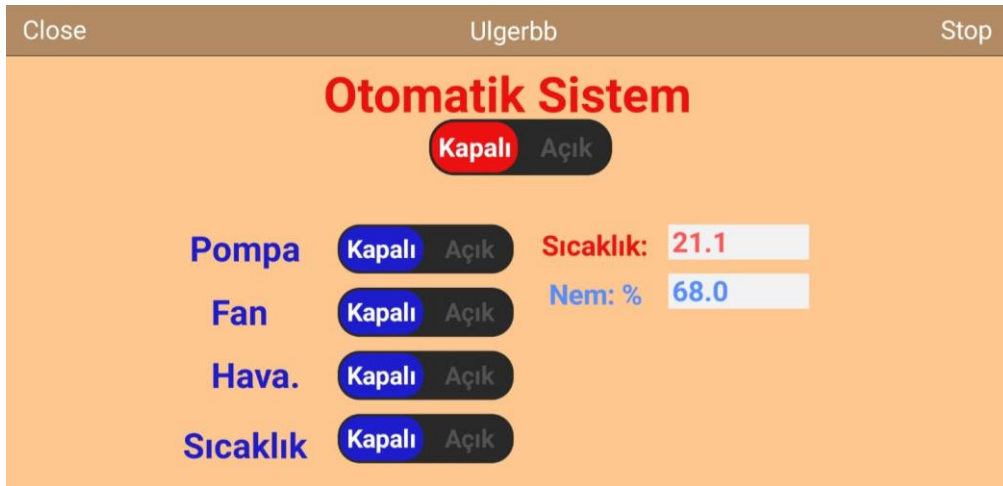 Close Ulgerbb Stop
Otomatik Sistem
Kapalı Açık
Pompa Kapalı Açık Sıcaklık: 21.1
Nem: % 68.0
Fan Kapalı Açık
Hava. Kapalı Açık
Sıcaklık Kapalı Açık